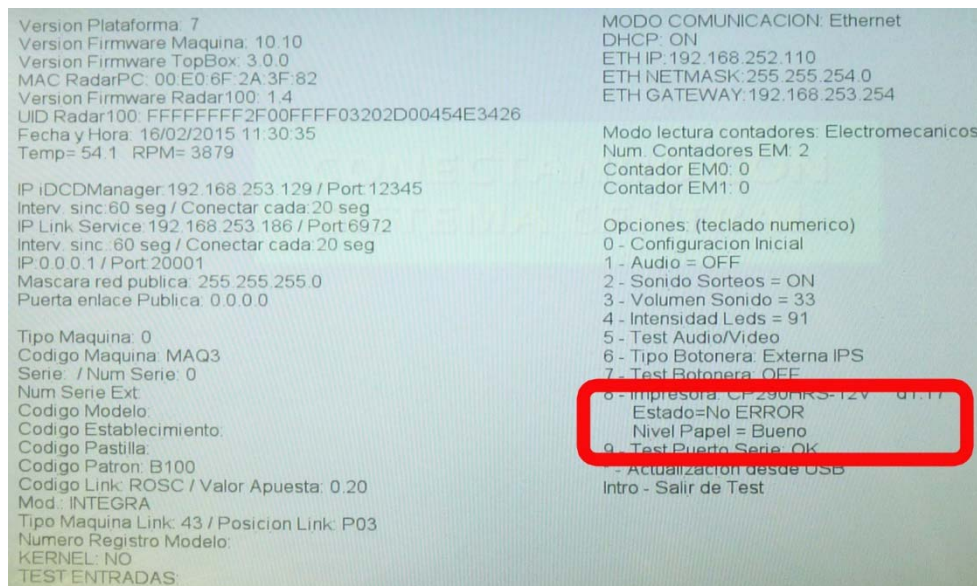 Version Plataforma: 7
Version Firmware Maquina: 10.10
Version Firmware TopBox: 3.0.0
MAC RadarPC: 00:E0:6F:2A:3F:82
Version Firmware Radar100: 1.4
UID Radar100: FFFFFFFF2F00FFFF03202D00454E3426
Fecha y Hora: 16/02/2015 11:30:35
Temp= 54.1 RPM= 3879
IP iDCDManager:192.168.253.129 / Port:12345
Interv. sinc:60 seg / Conectar cada:20 seg
IP Link Service:192.168.253.186 / Port:6972
Interv. sinc.:60 seg / Conectar cada:20 seg
IP:0.0.0.1 / Port:20001
Mascara red publica: 255.255.255.0
Puerta enlace Publica: 0.0.0.0
Tipo Maquina: 0
Codigo Maquina: MAQ3
Serie: / Num Serie: 0
Num Serie Ext:
Codigo Modelo:
Codigo Establecimiento:
Codigo Pastilla:
Codigo Patron: B100
Codigo Link: ROSC / Valor Apuesta: 0.20
Mod.: INTEGRA
Tipo Maquina Link: 43 / Posicion Link: P03
Numero Registro Modelo:
KERNEL: NO
TEST ENTRADAS:
MODO COMUNICACION: Ethernet
DHCP: ON
ETH IP:192.168.252.110
ETH NETMASK:255.255.254.0
ETH GATEWAY:192.168.253.254
Modo lectura contadores: Electromecanicos
Num. Contadores EM: 2
Contador EM0: 0
Contador EM1: 0
Opciones: (teclado numerico)
0 - Configuracion Inicial
1 - Audio = OFF
2 - Sonido Sorteos = ON
3 - Volumen Sonido = 33
4 - Intensidad Leds = 91
5 - Test Audio/Video
6 - Tipo Botonera: Externa IPS
7 - Test Botonera: OFF
8 - Impresora: CP290HRS-12V
Estado=No ERROR
Nivel Papel = Bueno
9 - Test Puerto Serie: OK
- Actualizacion desde USB
Intro - Salir de Test